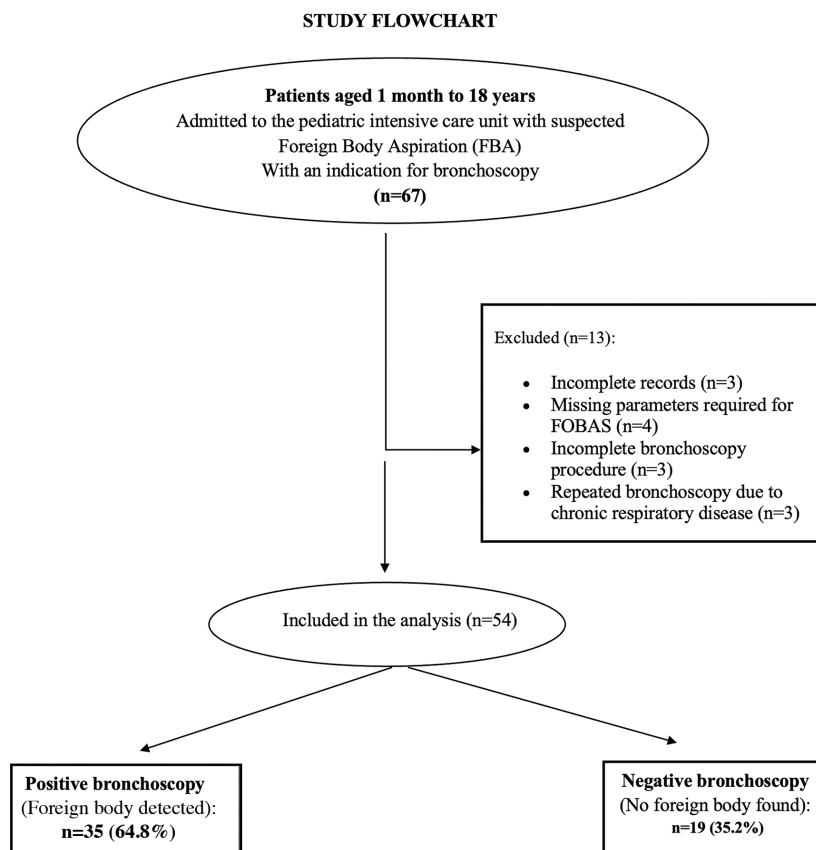 STUDY FLOWCHART
Patients aged 1 month to 18 years
Admitted to the pediatric intensive care unit with suspected
Foreign Body Aspiration (FBA)
With an indication for bronchoscopy
(n=67)
Excluded (n=13):
• Incomplete records (n=3)
• Missing parameters required for
FOBAS (n=4)
• Incomplete bronchoscopy
procedure (n=3)
• Repeated bronchoscopy due to
chronic respiratory disease (n=3)
Included in the analysis (n=54)
Positive bronchoscopy
(Foreign body detected):
n=35 (64.8%)
Negative bronchoscopy
(No foreign body found):
n=19 (35.2%)